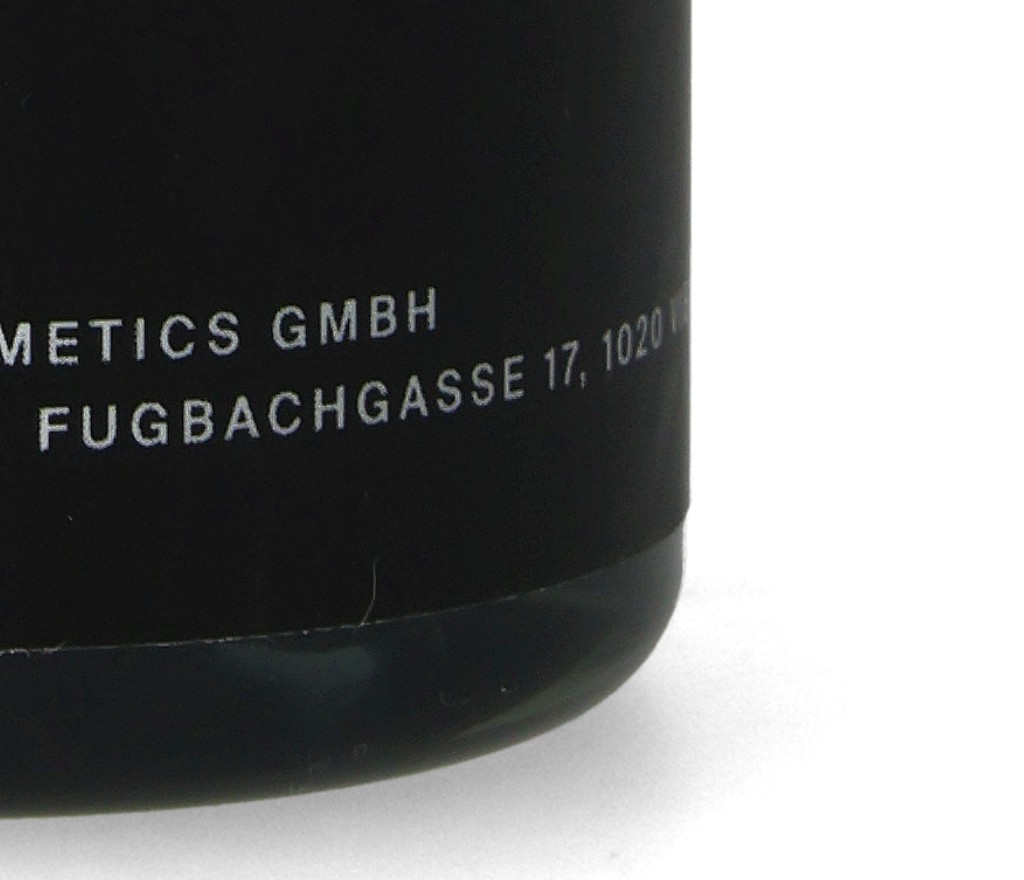 METICS GMBH
FUGBACHGASSE 17, 1020